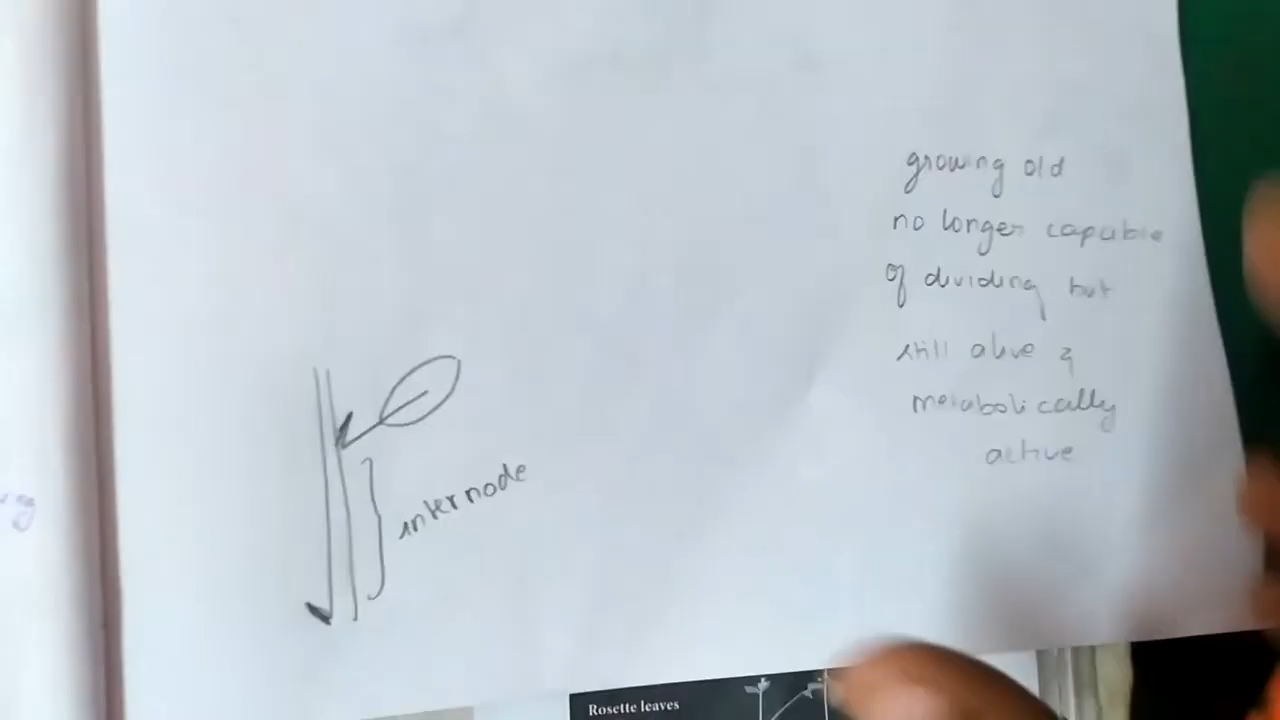 growing old
no longer capable
of dividing but
still alive &
metabolically
active
internode
Rosette leaves